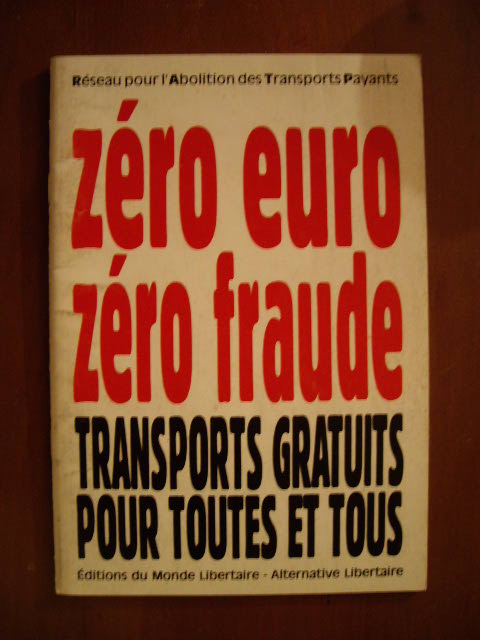 Réseau pour l'Abolition des Transports Payants
zéro euro
zéro fraude
TRANSPORTS GRATUITS
POUR TOUTES ET TOUS
Éditions du Monde Libertaire - Alternative Libertaire